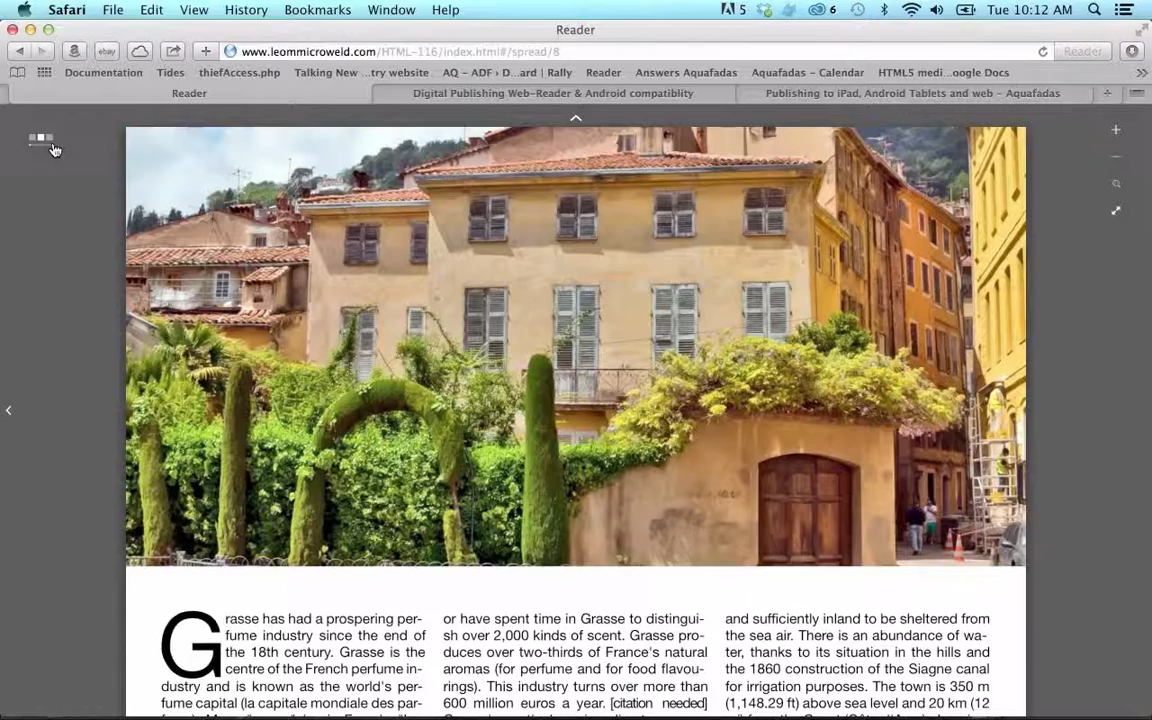 Safari File Edit View History Bookmarks Window Help 5 6 Tue 10:12 AM
Reader
ebay www.leommicroweld.com/HTML-116/index.html#/spread/8 Reader
Documentation Tides thiefAccess.php Talking New ...try website AQ - ADF › D...ard | Rally Reader Answers Aquafadas Aquafadas - Calendar HTML5 medi...oogle Docs
Reader Digital Publishing Web-Reader & Android compatiblity Publishing to iPad, Android Tablets and web - Aquafadas
Grasse has had a prospering per-
fume industry since the end of
the 18th century. Grasse is the
centre of the French perfume in-
dustry and is known as the world's per-
fume capital (la capitale mondiale des par-
or have spent time in Grasse to distingui-
sh over 2,000 kinds of scent. Grasse pro-
duces over two-thirds of France's natural
aromas (for perfume and for food flavou-
rings). This industry turns over more than
600 million euros a year. [citation needed]
and sufficiently inland to be sheltered from
the sea air. There is an abundance of wa-
ter, thanks to its situation in the hills and
the 1860 construction of the Siagne canal
for irrigation purposes. The town is 350 m
(1,148.29 ft) above sea level and 20 km (12